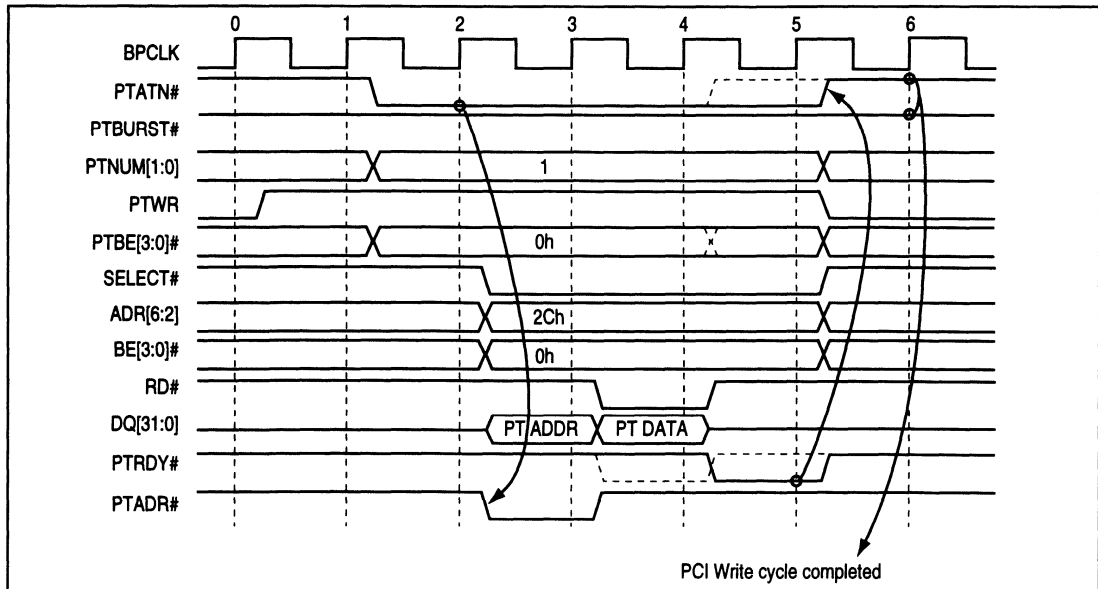 0 1 2 3 4 5 6
BPCLK
PTATN#
PTBURST#
PTNUM[1:0] 1
PTWR
PTBE[3:0]# 0h
SELECT#
ADR[6:2] 2Ch
BE[3:0]# 0h
RD#
DQ[31:0] PT ADDR PT DATA
PTRDY#
PTADR#
PCI Write cycle completed